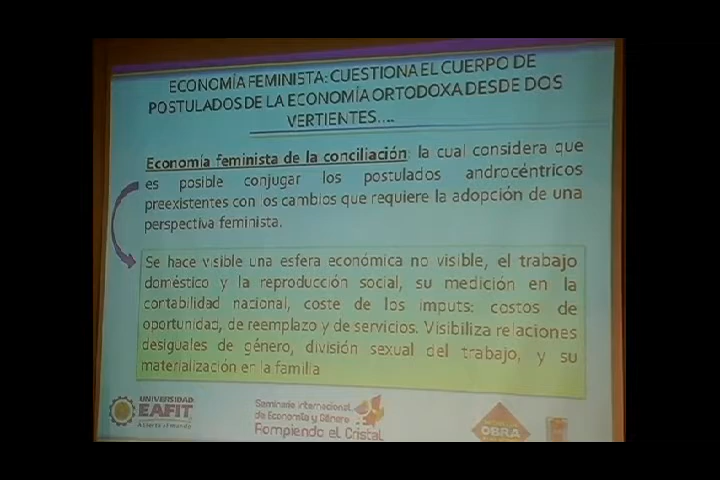 ECONOMÍA FEMINISTA: CUESTIONA EL CUERPO DE
POSTULADOS DE LA ECONOMÍA ORTODOXA DESDE DOS
VERTIENTES....
Economía feminista de la conciliación: la cual considera que
es posible conjugar los postulados androcéntricos
preexistentes con los cambios que requiere la adopción de una
perspectiva feminista.
Se hace visible una esfera económica no visible, el trabajo
doméstico y la reproducción social, su medición en la
contabilidad nacional, coste de los imputs: costos de
oportunidad, de reemplazo y de servicios. Visibiliza relaciones
desiguales de género, división sexual del trabajo, y su
materialización en la familia
UNIVERSIDAD
EAFIT
Abierta al mundo
Seminario Internacional
de Economía y Género
Rompiendo el Cristal
OBRA